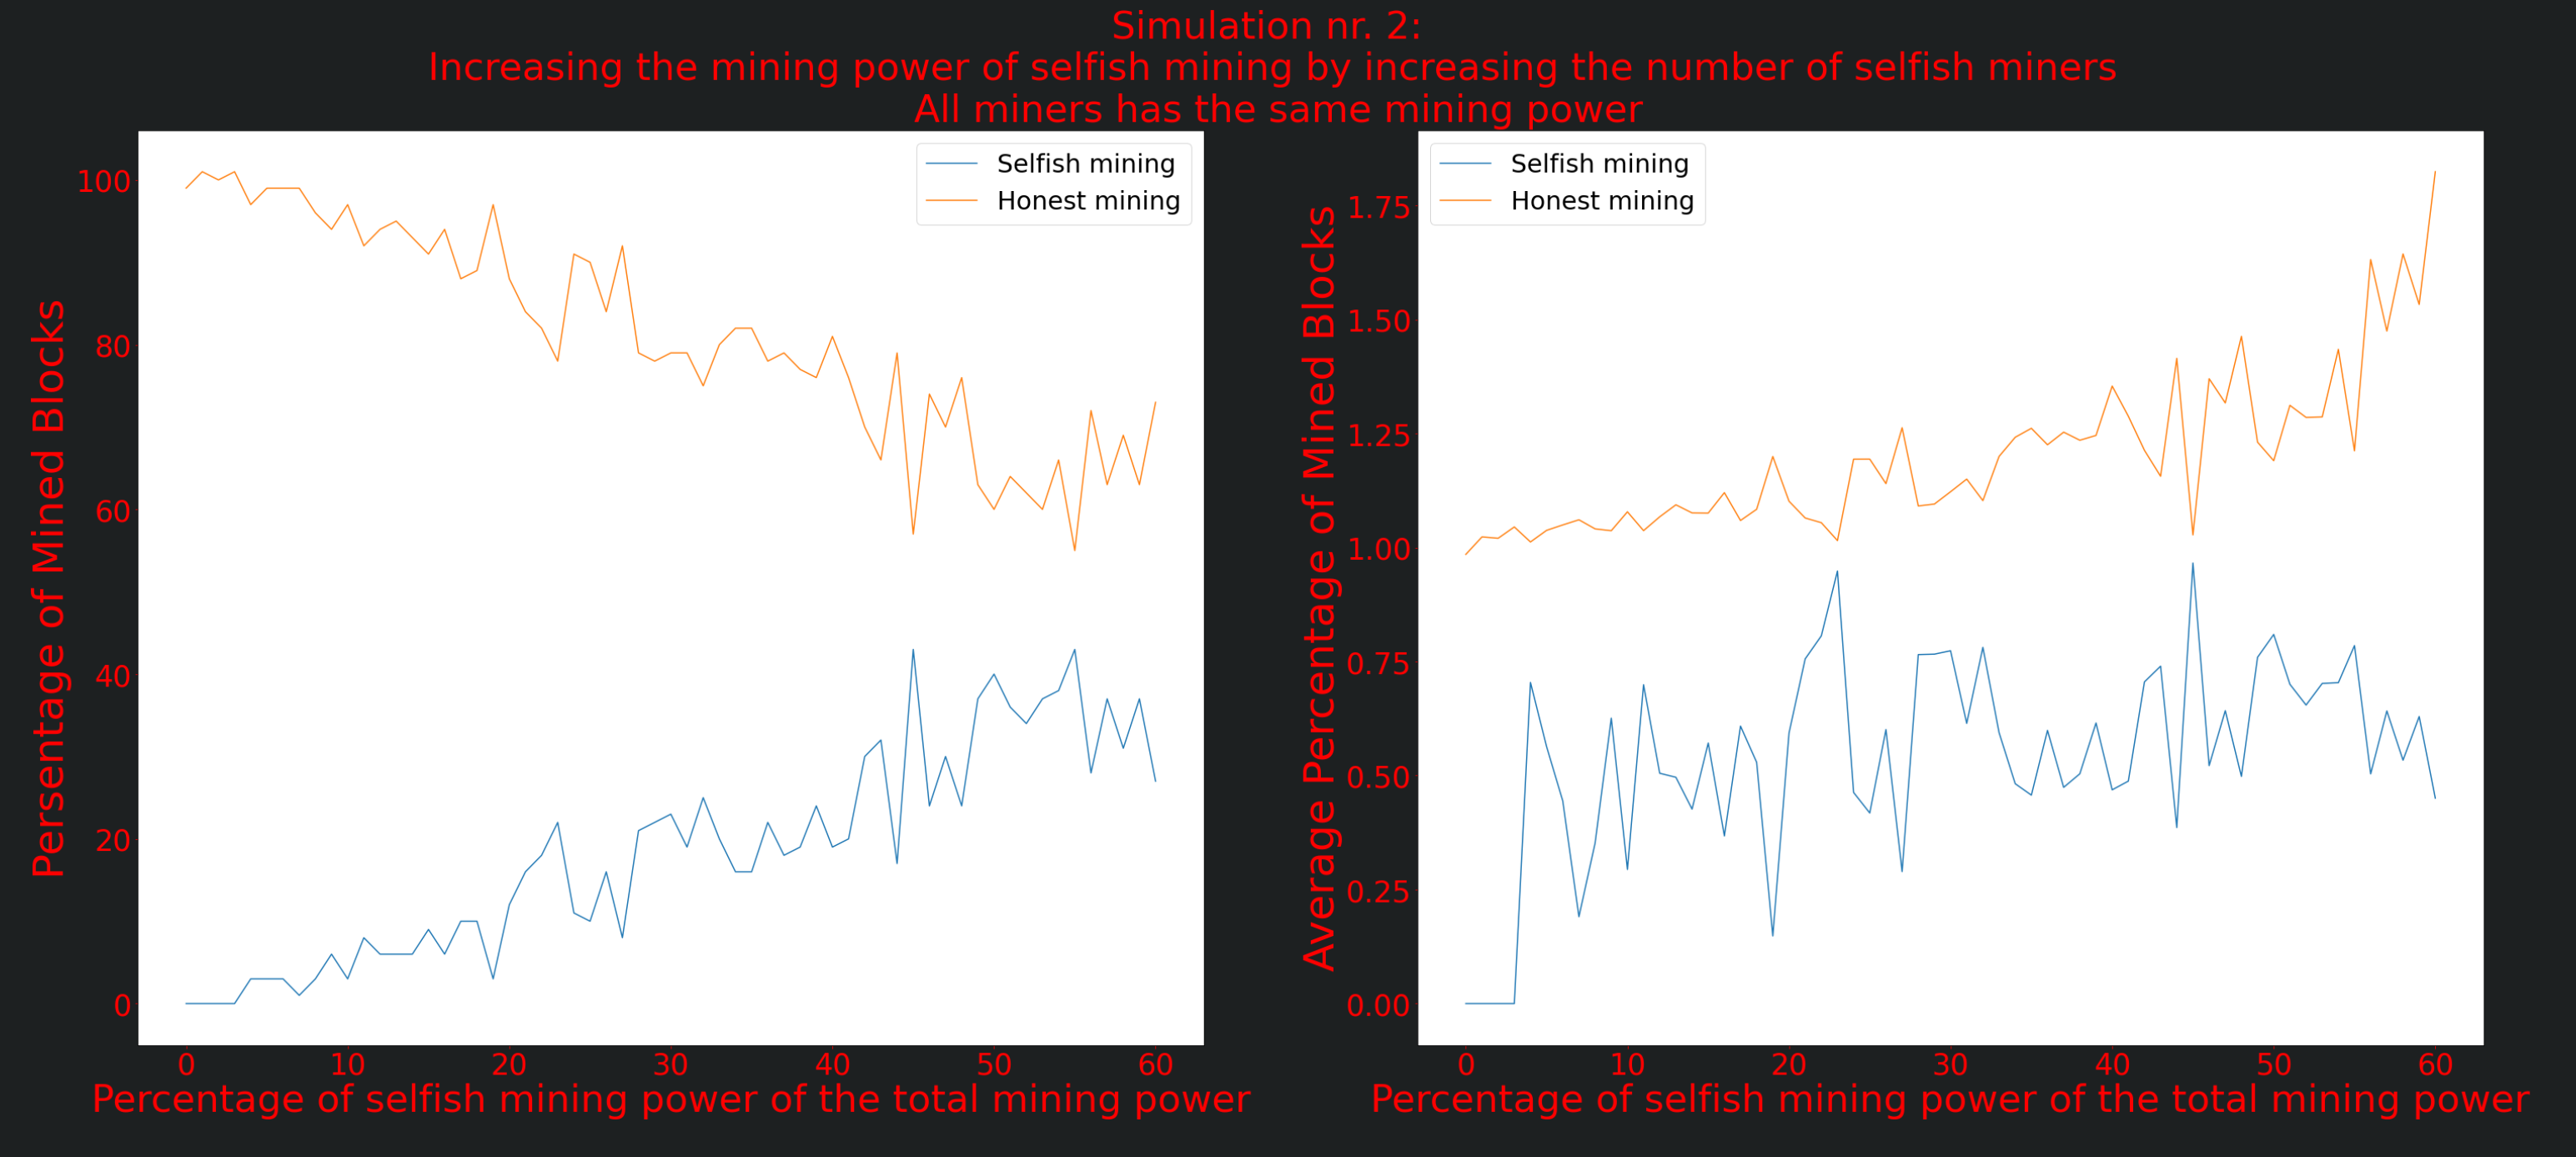 Simulation nr. 2:
Increasing the mining power of selfish mining by increasing the number of selfish miners
All miners has the same mining power
Persentage of Mined Blocks
100
80
60
40
20
0
Selfish mining
Honest mining
0 10 20 30 40 50 60
Percentage of selfish mining power of the total mining power
Average Percentage of Mined Blocks
1.75
1.50
1.25
1.00
0.75
0.50
0.25
0.00
Selfish mining
Honest mining
0 10 20 30 40 50 60
Percentage of selfish mining power of the total mining power